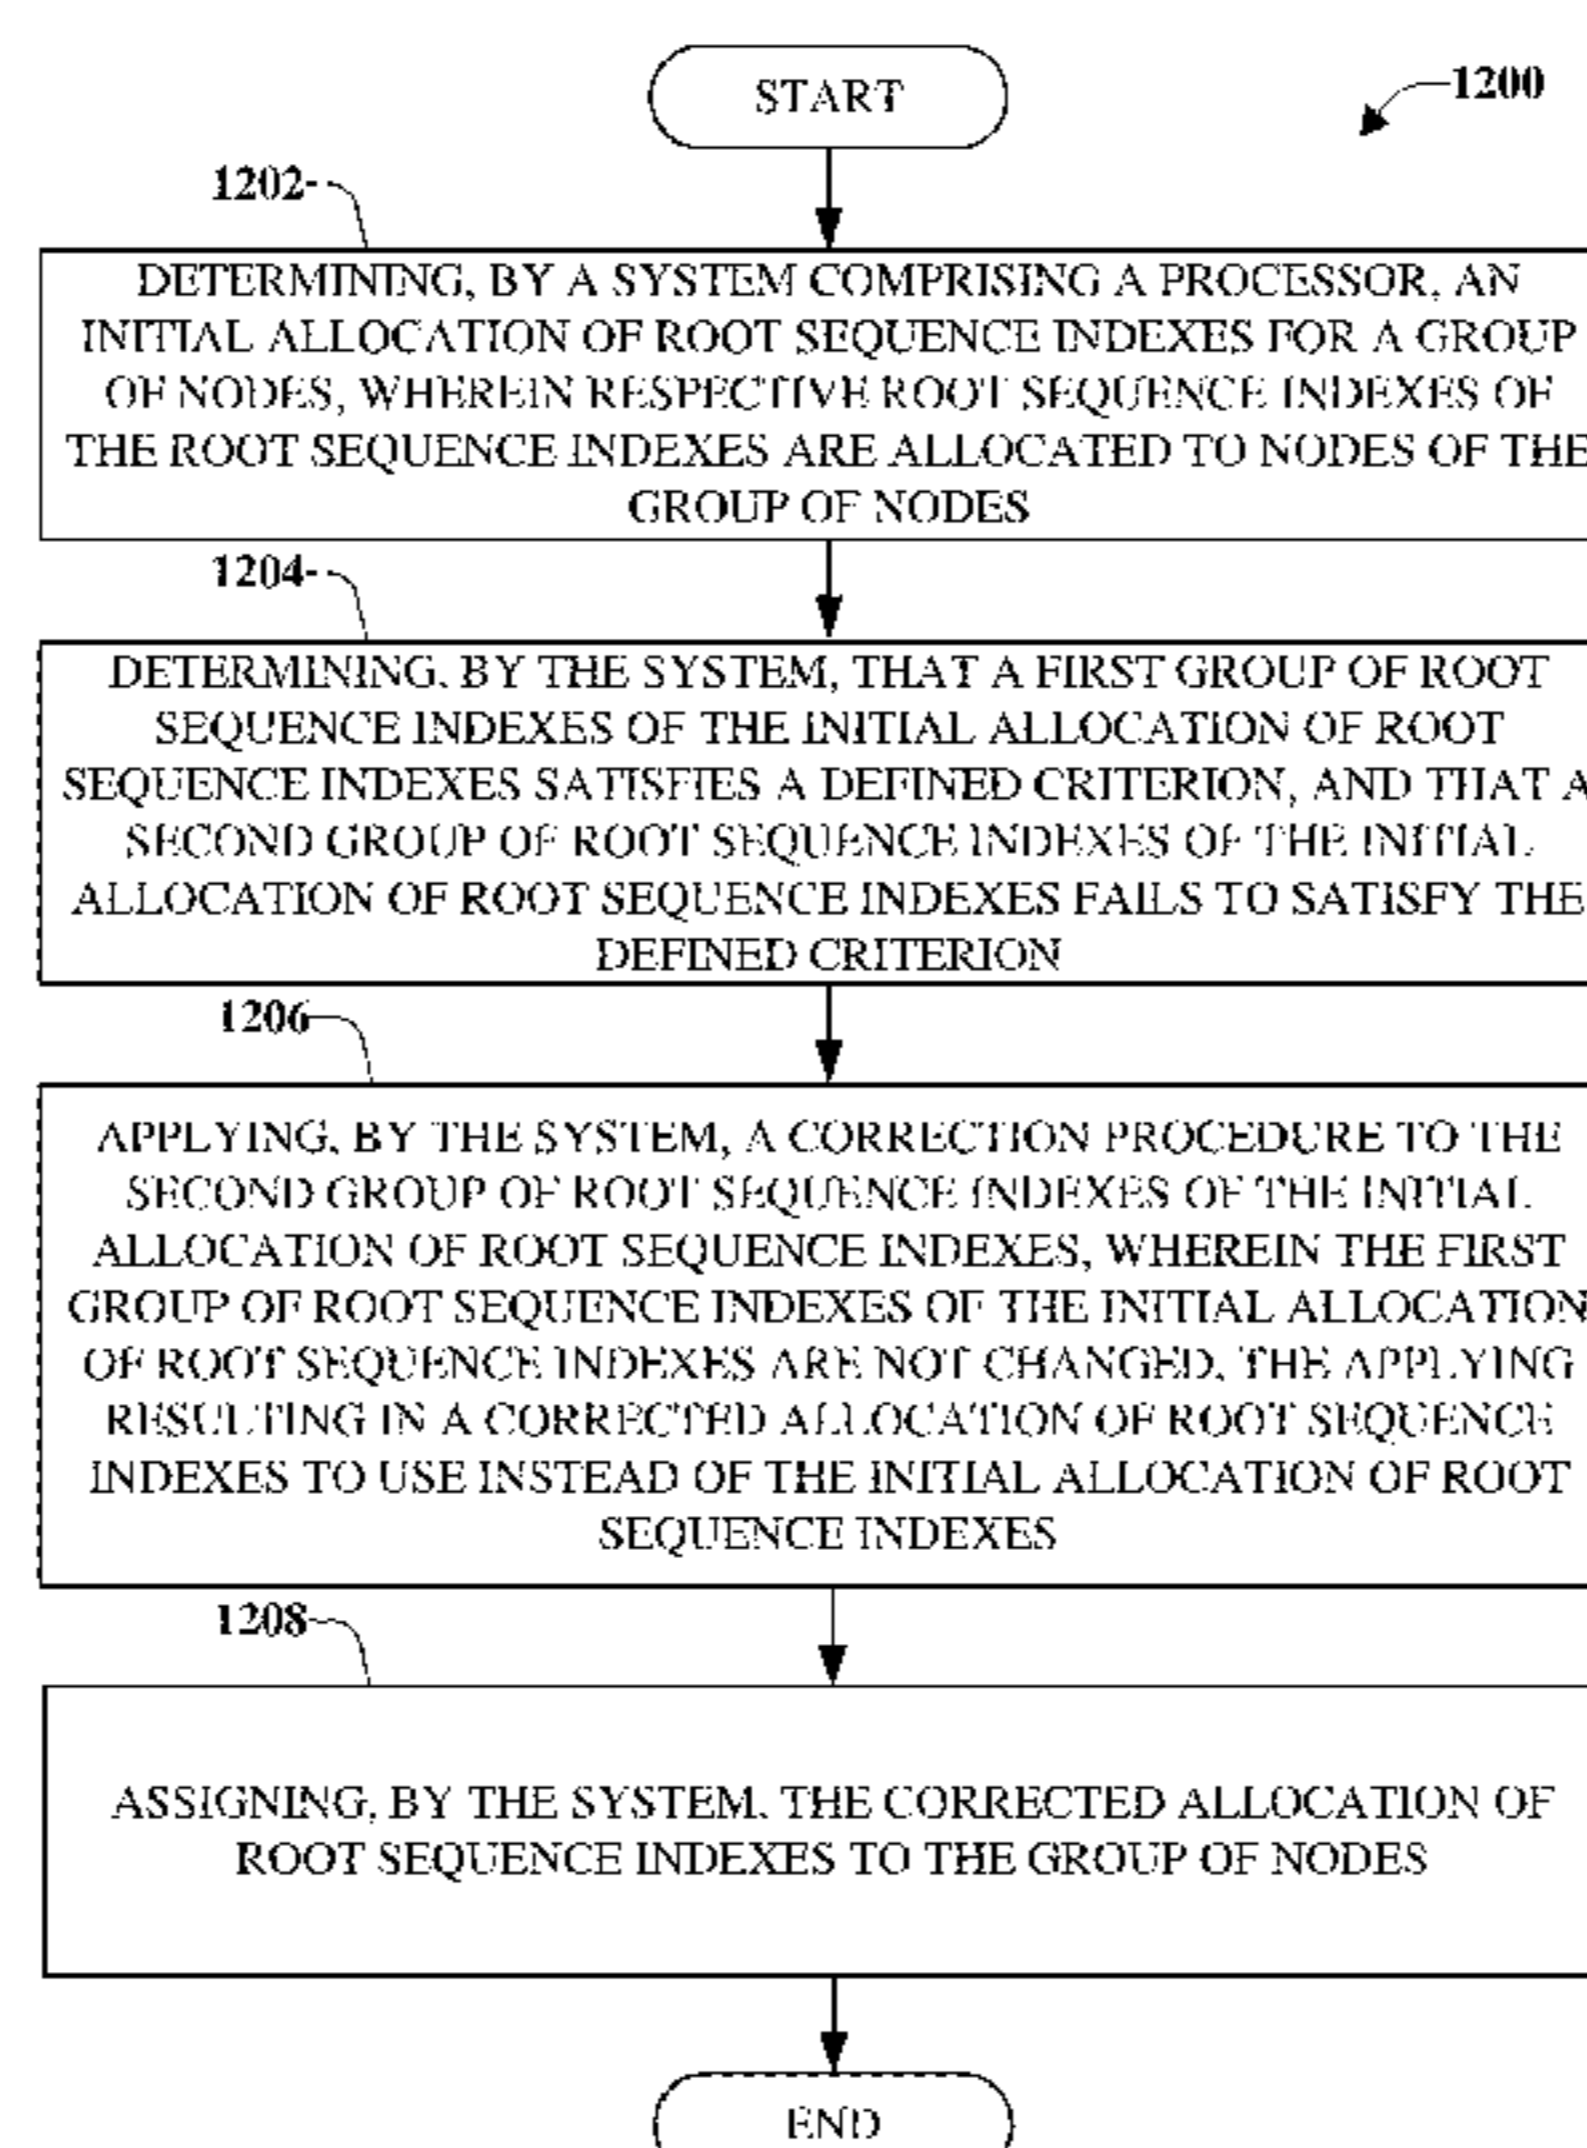 START
1200
1202
DETERMINING, BY A SYSTEM COMPRISING A PROCESSOR, AN
INITIAL ALLOCATION OF ROOT SEQUENCE INDEXES FOR A GROUP
OF NODES, WHEREIN RESPECTIVE ROOT SEQUENCE INDEXES OF
THE ROOT SEQUENCE INDEXES ARE ALLOCATED TO NODES OF THE
GROUP OF NODES
1204
DETERMINING, BY THE SYSTEM, THAT A FIRST GROUP OF ROOT
SEQUENCE INDEXES OF THE INITIAL ALLOCATION OF ROOT
SEQUENCE INDEXES SATISFIES A DEFINED CRITERION, AND THAT A
SECOND GROUP OF ROOT SEQUENCE INDEXES OF THE INITIAL
ALLOCATION OF ROOT SEQUENCE INDEXES FAILS TO SATISFY THE
DEFINED CRITERION
1206
APPLYING, BY THE SYSTEM, A CORRECTION PROCEDURE TO THE
SECOND GROUP OF ROOT SEQUENCE INDEXES OF THE INITIAL
ALLOCATION OF ROOT SEQUENCE INDEXES, WHEREIN THE FIRST
GROUP OF ROOT SEQUENCE INDEXES OF THE INITIAL ALLOCATION
OF ROOT SEQUENCE INDEXES ARE NOT CHANGED, THE APPLYING
RESULTING IN A CORRECTED ALLOCATION OF ROOT SEQUENCE
INDEXES TO USE INSTEAD OF THE INITIAL ALLOCATION OF ROOT
SEQUENCE INDEXES
1208
ASSIGNING, BY THE SYSTEM, THE CORRECTED ALLOCATION OF
ROOT SEQUENCE INDEXES TO THE GROUP OF NODES
END